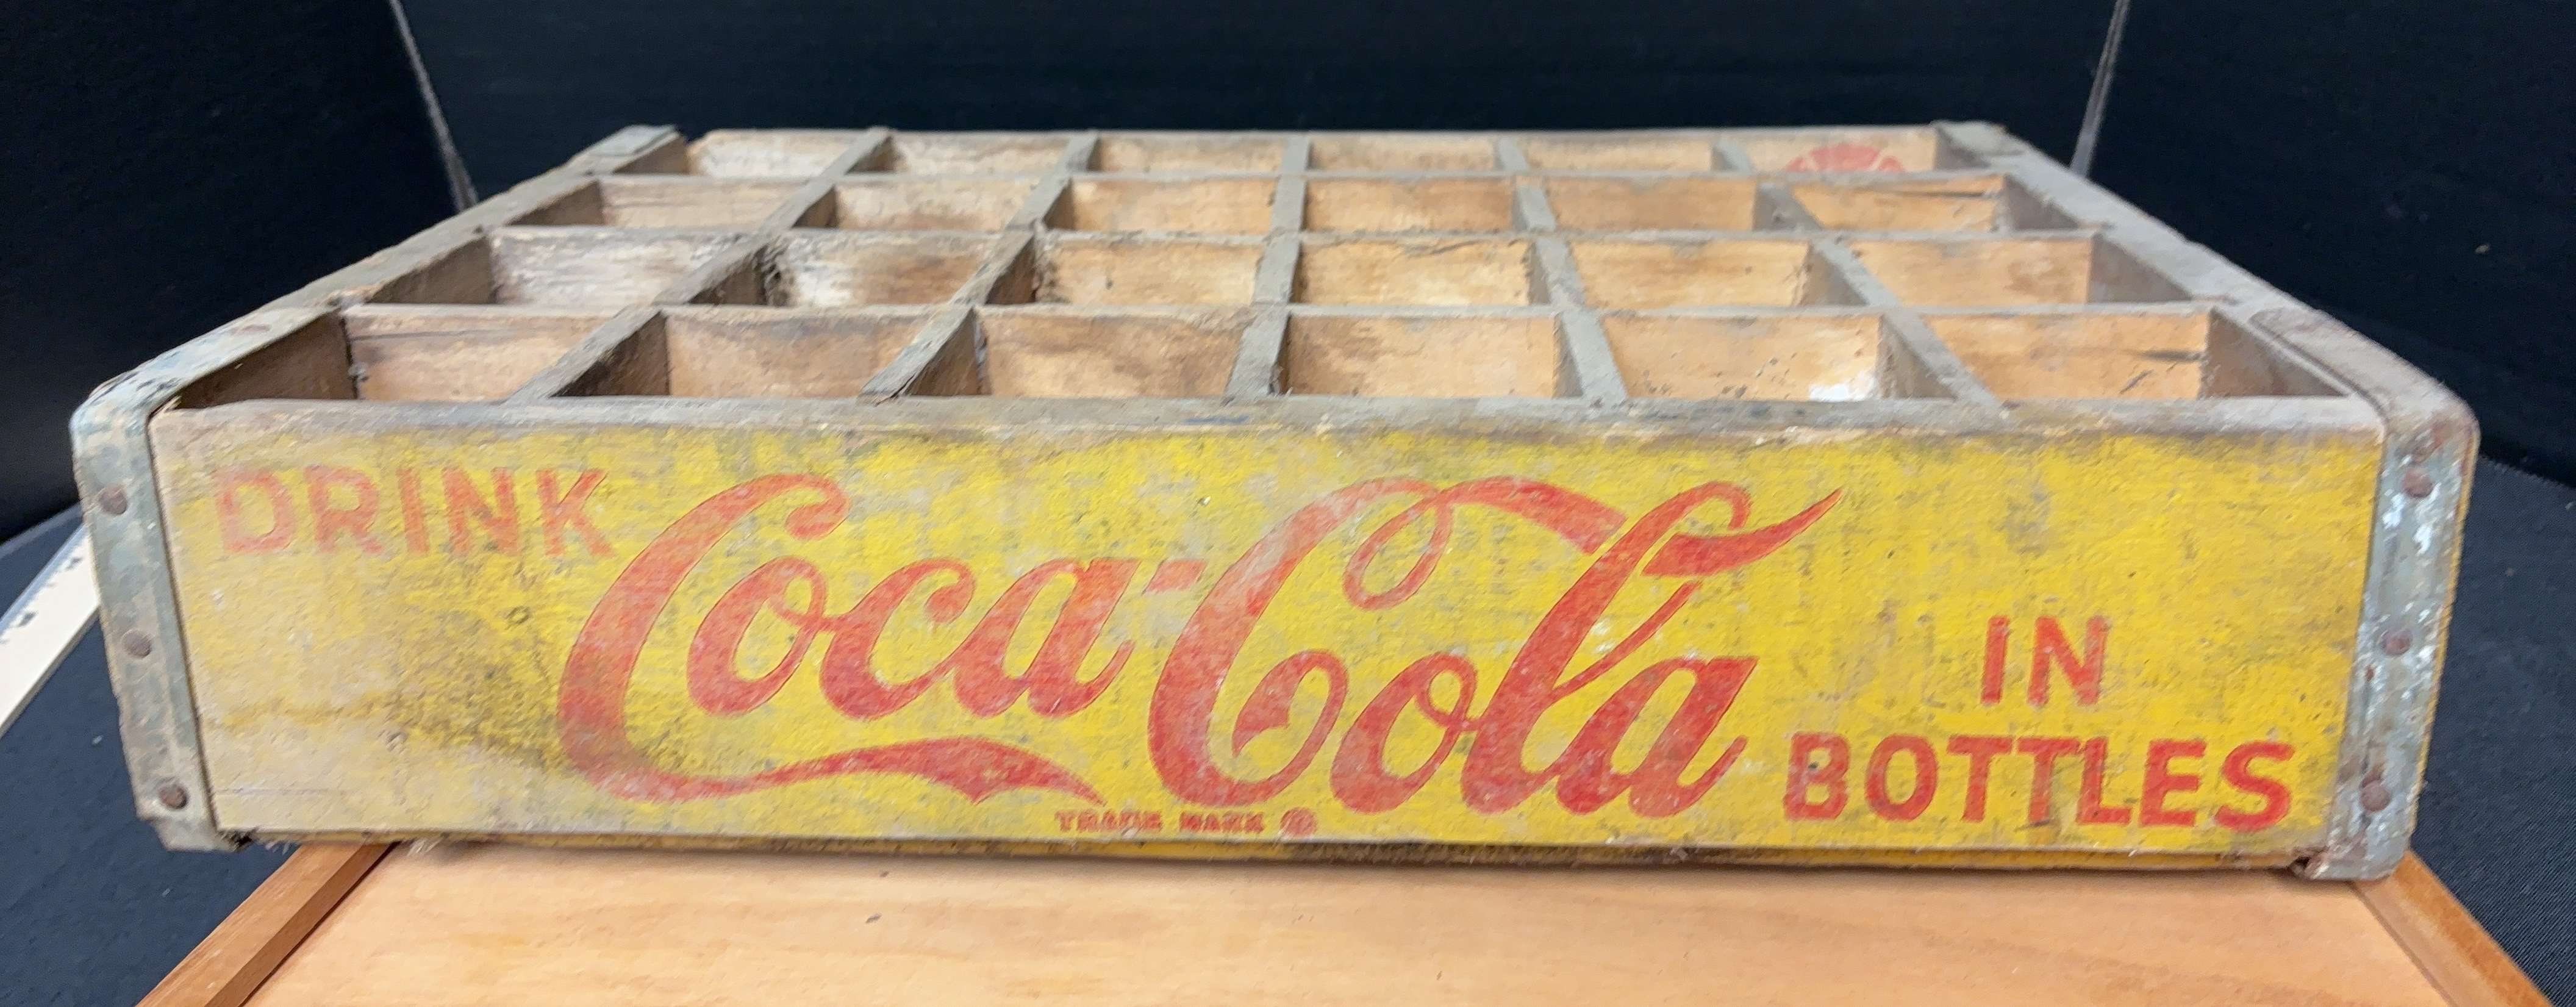 DRINK Coca-Cola
IN
BOTTLES
TRADE MARK ®